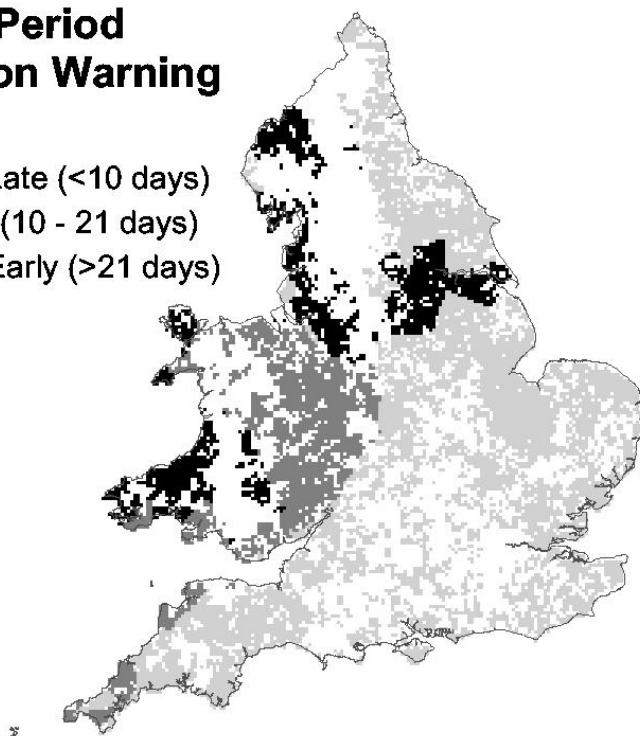 Period
on Warning
ate (<10 days)
(10 - 21 days)
Early (>21 days)